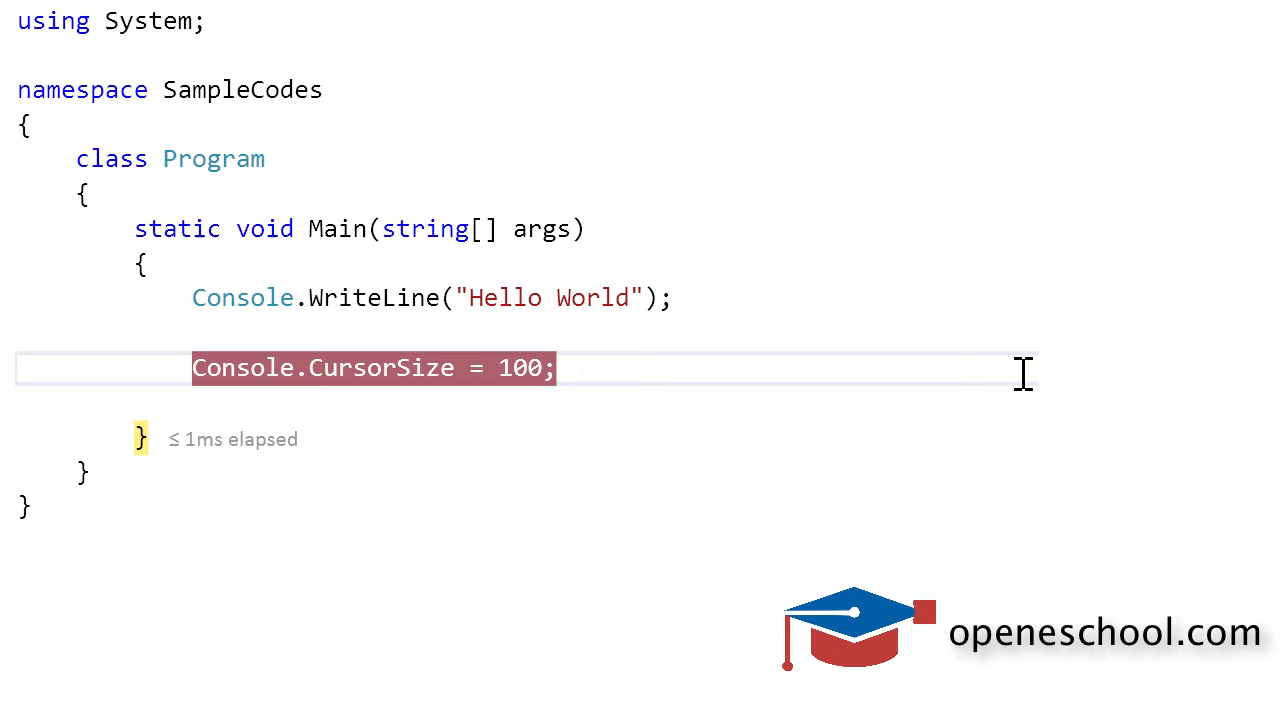 using System;
namespace SampleCodes
{
class Program
{
static void Main(string[] args)
{
Console.WriteLine("Hello World");
Console.CursorSize = 100;
} ≤ 1ms elapsed
}
}
openeschool.com